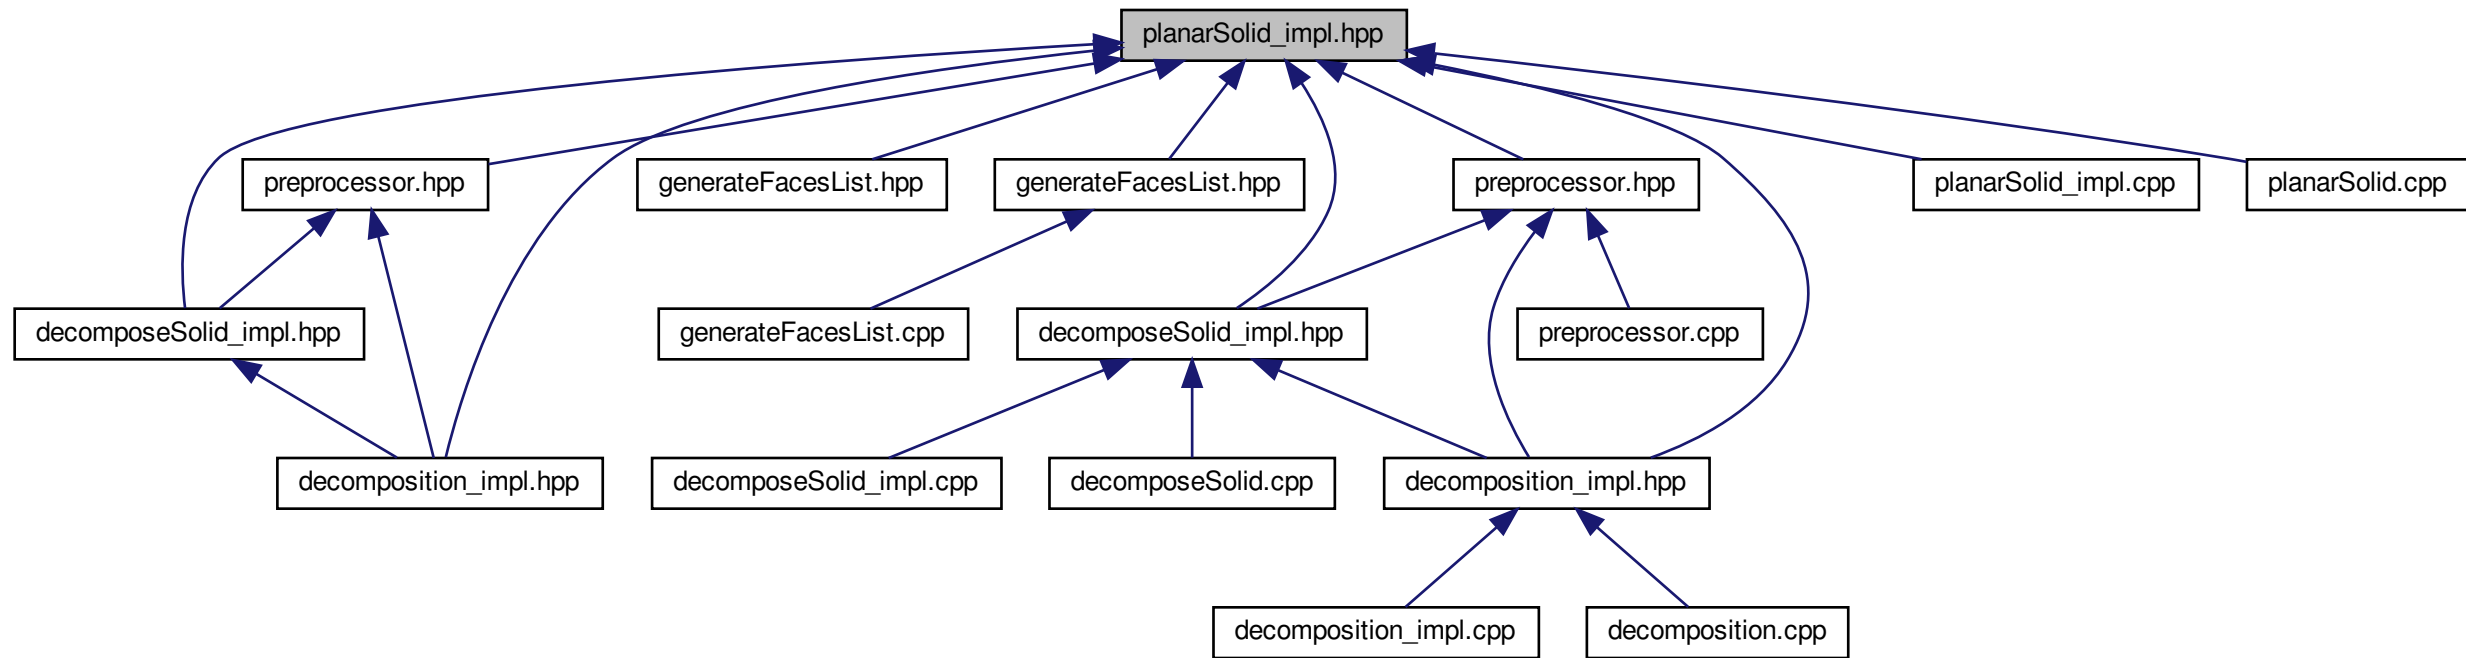 planarSolid_impl.hpp
preprocessor.hpp
generateFacesList.hpp
generateFacesList.hpp
preprocessor.hpp
planarSolid_impl.cpp
planarSolid.cpp
decomposeSolid_impl.hpp
generateFacesList.cpp
decomposeSolid_impl.hpp
preprocessor.cpp
decomposition_impl.hpp
decomposeSolid_impl.cpp
decomposeSolid.cpp
decomposition_impl.hpp
decomposition_impl.cpp
decomposition.cpp